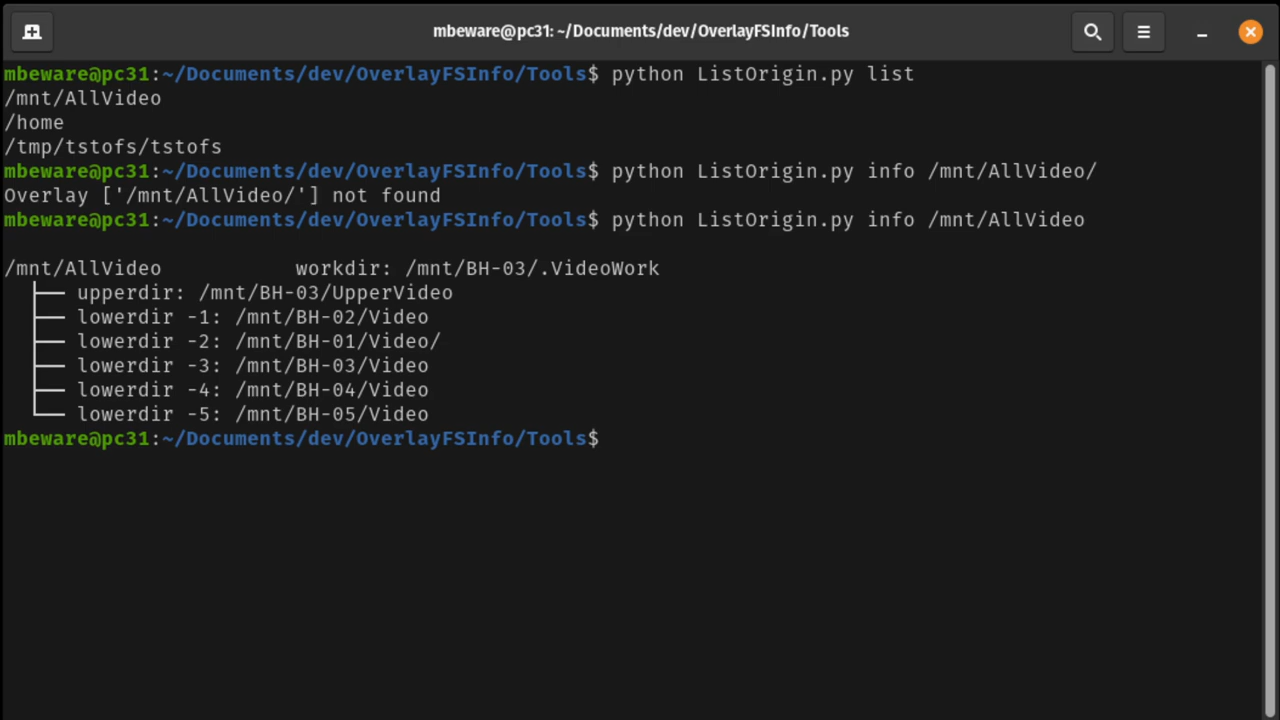 mbeware@pc31: ~/Documents/dev/OverlayFSInfo/Tools
mbeware@pc31:~/Documents/dev/OverlayFSInfo/Tools$ python ListOrigin.py list
/mnt/AllVideo
/home
/tmp/tstofs/tstofs
mbeware@pc31:~/Documents/dev/OverlayFSInfo/Tools$ python ListOrigin.py info /mnt/AllVideo/
Overlay ['/mnt/AllVideo/'] not found
mbeware@pc31:~/Documents/dev/OverlayFSInfo/Tools$ python ListOrigin.py info /mnt/AllVideo
/mnt/AllVideo           workdir: /mnt/BH-03/.VideoWork
├── upperdir: /mnt/BH-03/UpperVideo
├── lowerdir -1: /mnt/BH-02/Video
├── lowerdir -2: /mnt/BH-01/Video/
├── lowerdir -3: /mnt/BH-03/Video
├── lowerdir -4: /mnt/BH-04/Video
└── lowerdir -5: /mnt/BH-05/Video
mbeware@pc31:~/Documents/dev/OverlayFSInfo/Tools$